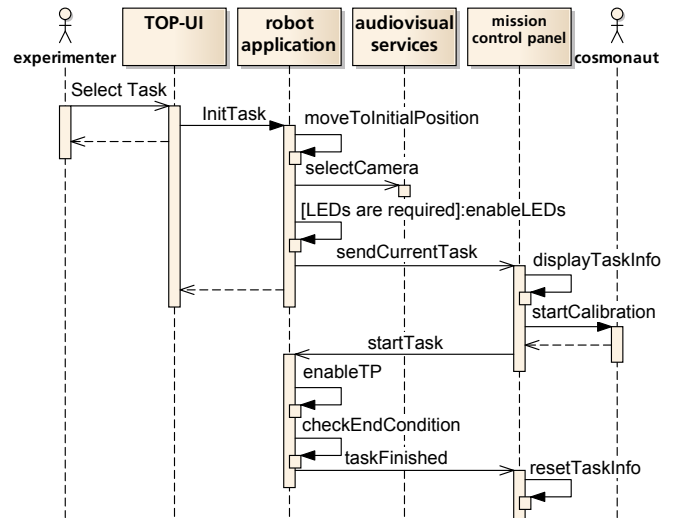 experimenter
TOP-UI
robot
application
audiovisual
services
mission
control panel
cosmonaut
Select Task
InitTask
moveToInitialPosition
selectCamera
[LEDs are required]:enableLEDs
sendCurrentTask
displayTaskInfo
startCalibration
startTask
enableTP
checkEndCondition
taskFinished
resetTaskInfo